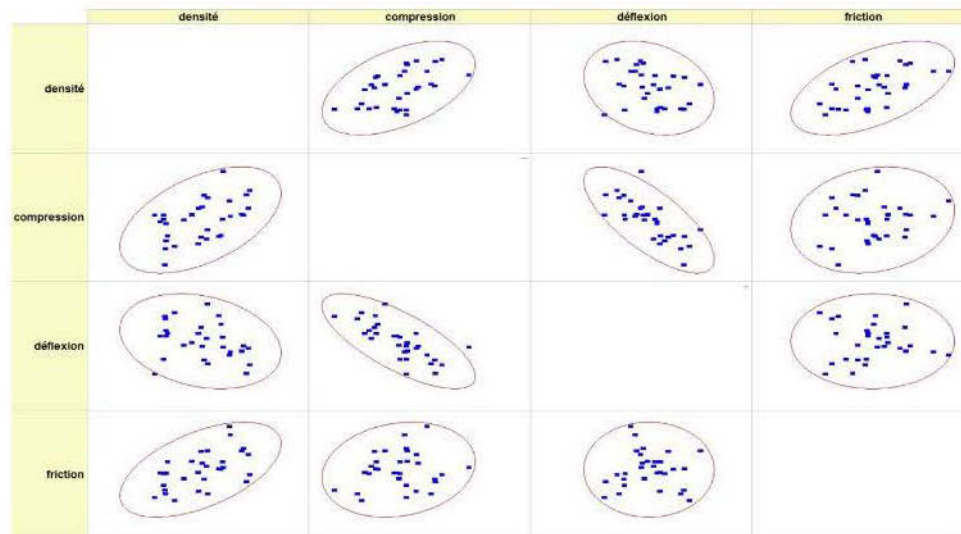 densité compression déflexion friction
densité
compression
déflexion
friction